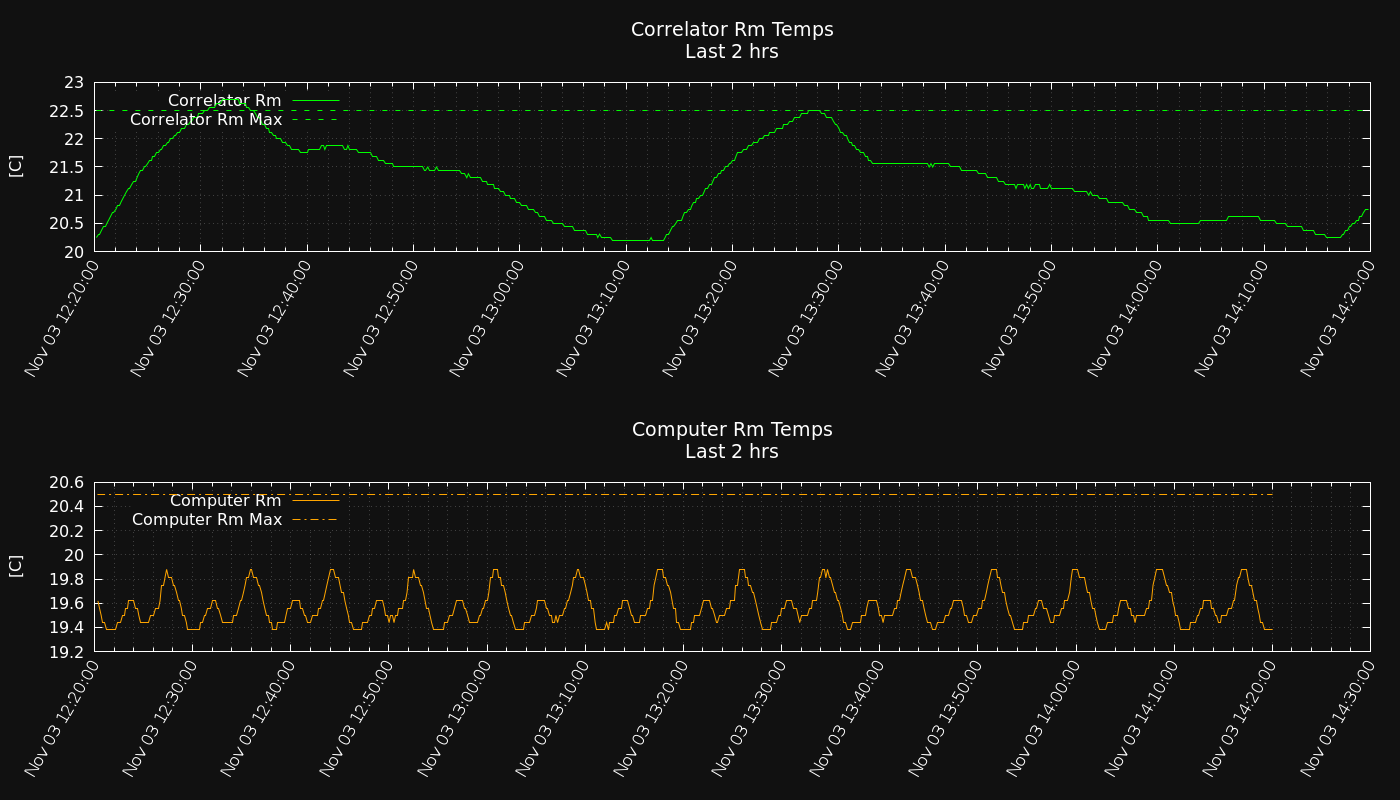 Correlator Rm Temps
Last 2 hrs
[C]
23
22.5
22
21.5
21
20.5
20
Correlator Rm
Correlator Rm Max
Nov 03 12:20:00
Nov 03 12:30:00
Nov 03 12:40:00
Nov 03 12:50:00
Nov 03 13:00:00
Nov 03 13:10:00
Nov 03 13:20:00
Nov 03 13:30:00
Nov 03 13:40:00
Nov 03 13:50:00
Nov 03 14:00:00
Nov 03 14:10:00
Nov 03 14:20:00
Computer Rm Temps
Last 2 hrs
[C]
20.6
20.4
20.2
20
19.8
19.6
19.4
19.2
Computer Rm
Computer Rm Max
Nov 03 12:20:00
Nov 03 12:30:00
Nov 03 12:40:00
Nov 03 12:50:00
Nov 03 13:00:00
Nov 03 13:10:00
Nov 03 13:20:00
Nov 03 13:30:00
Nov 03 13:40:00
Nov 03 13:50:00
Nov 03 14:00:00
Nov 03 14:10:00
Nov 03 14:20:00
Nov 03 14:30:00